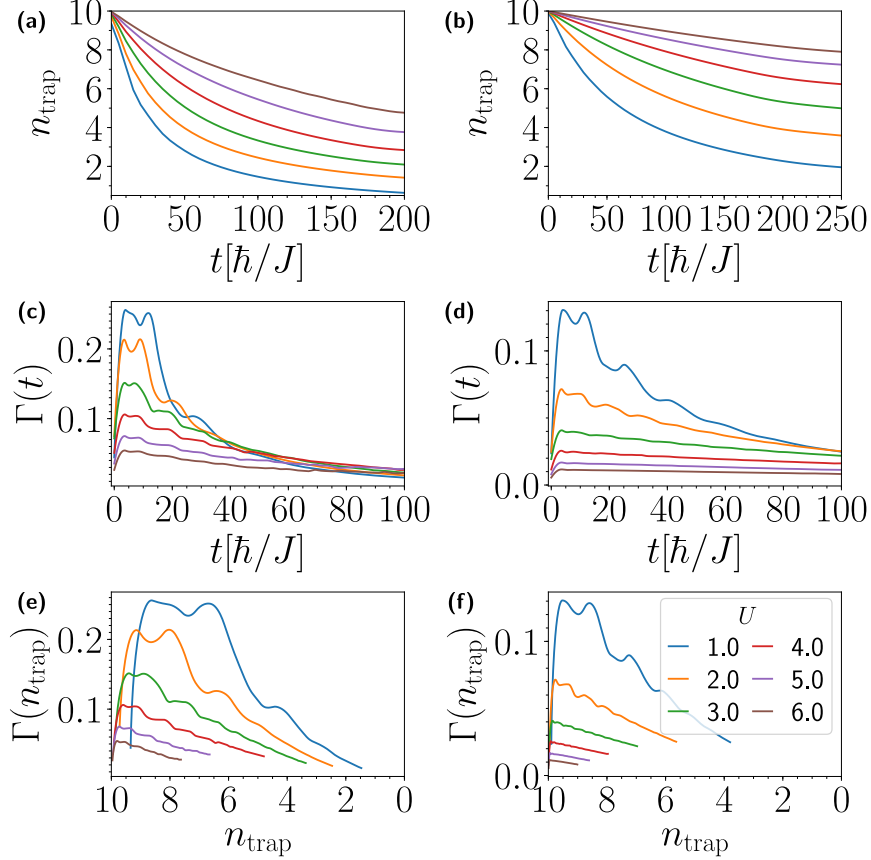 (a)
10
8
6
4
2
n_trap
0 50 100 150 200
t[ħ/J]
(b)
10
8
6
4
2
n_trap
0 50 100 150 200 250
t[ħ/J]
(c)
0.2
0.1
Γ(t)
0 20 40 60 80 100
t[ħ/J]
(d)
0.1
0.0
Γ(t)
0 20 40 60 80 100
t[ħ/J]
(e)
0.2
0.1
Γ(n_trap)
10 8 6 4 2 0
n_trap
(f)
0.1
0.0
Γ(n_trap)
10 8 6 4 2 0
n_trap
U
1.0 4.0
2.0 5.0
3.0 6.0